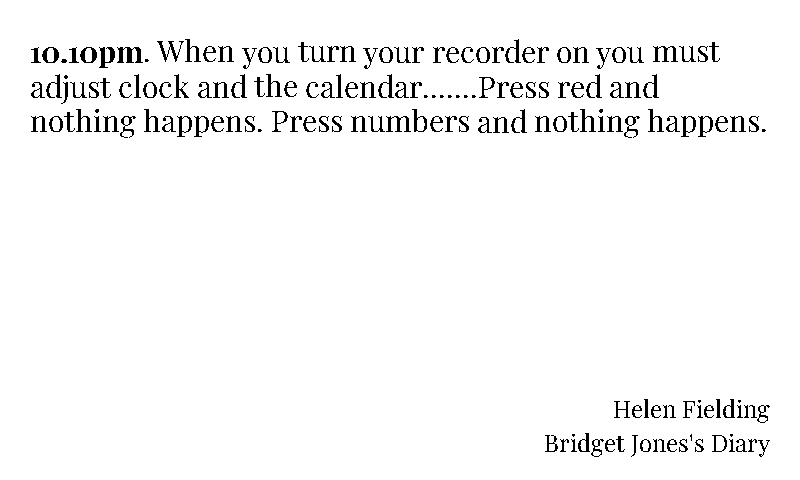 10.10pm. When you turn your recorder on you must
adjust clock and the calendar.......Press red and
nothing happens. Press numbers and nothing happens.
Helen Fielding
Bridget Jones's Diary